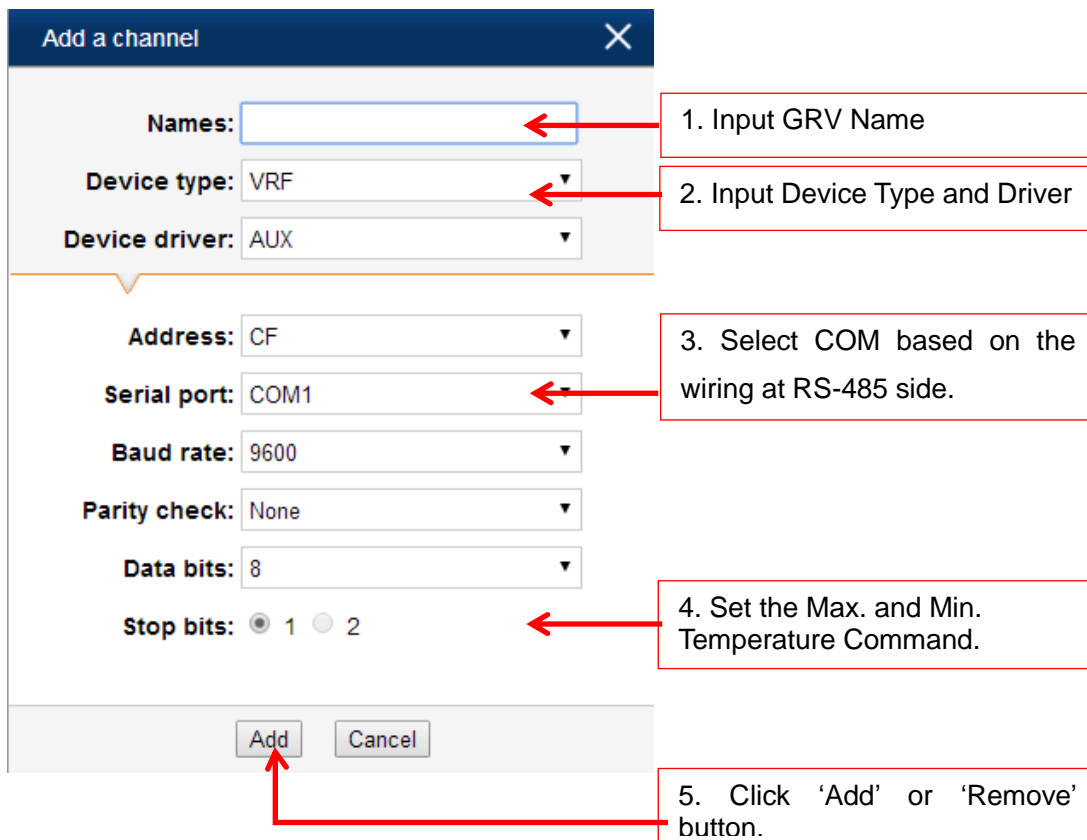 Add a channel
Names:
1. Input GRV Name
Device type: VRF
2. Input Device Type and Driver
Device driver: AUX
Address: CF
3. Select COM based on the
wiring at RS-485 side.
Serial port: COM1
Baud rate: 9600
Parity check: None
Data bits: 8
Stop bits: 1 2
4. Set the Max. and Min.
Temperature Command.
Add Cancel
5. Click ‘Add’ or ‘Remove’
button.